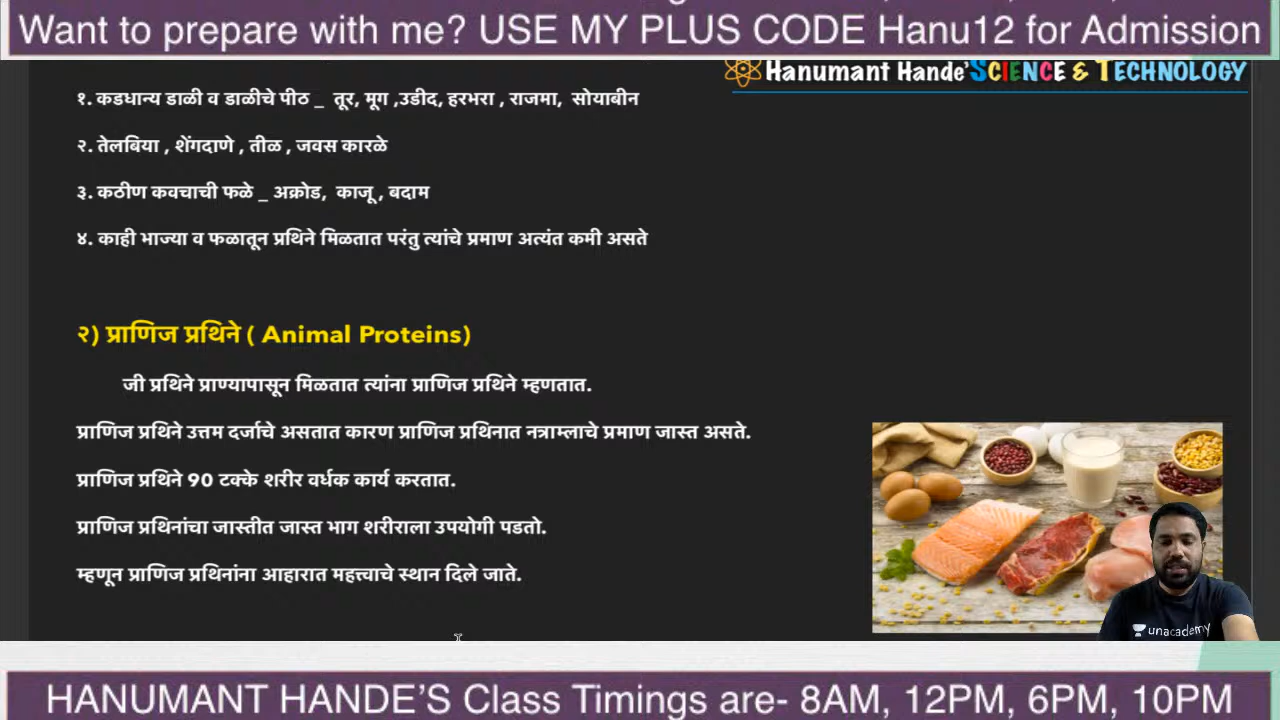 Want to prepare with me? USE MY PLUS CODE Hanu12 for Admission
Hanumant Hande'SCIENCE & TECHNOLOGY
१. कडधान्य डाळी व डाळीचे पीठ _ तूर, मूग ,उडीद, हरभरा , राजमा, सोयाबीन
२. तेलबिया , शेंगदाणे , तीळ , जवस कारळे
३. कठीण कवचाची फळे _ अक्रोड, काजू , बदाम
४. काही भाज्या व फळातून प्रथिने मिळतात परंतु त्यांचे प्रमाण अत्यंत कमी असते
२) प्राणिज प्रथिने ( Animal Proteins)
जी प्रथिने प्राण्यापासून मिळतात त्यांना प्राणिज प्रथिने म्हणतात.
प्राणिज प्रथिने उत्तम दर्जाचे असतात कारण प्राणिज प्रथिनात नत्राम्लाचे प्रमाण जास्त असते.
प्राणिज प्रथिने 90 टक्के शरीर वर्धक कार्य करतात.
प्राणिज प्रथिनांचा जास्तीत जास्त भाग शरीराला उपयोगी पडतो.
म्हणून प्राणिज प्रथिनांना आहारात महत्त्वाचे स्थान दिले जाते.
unacademy
HANUMANT HANDE'S Class Timings are- 8AM, 12PM, 6PM, 10PM